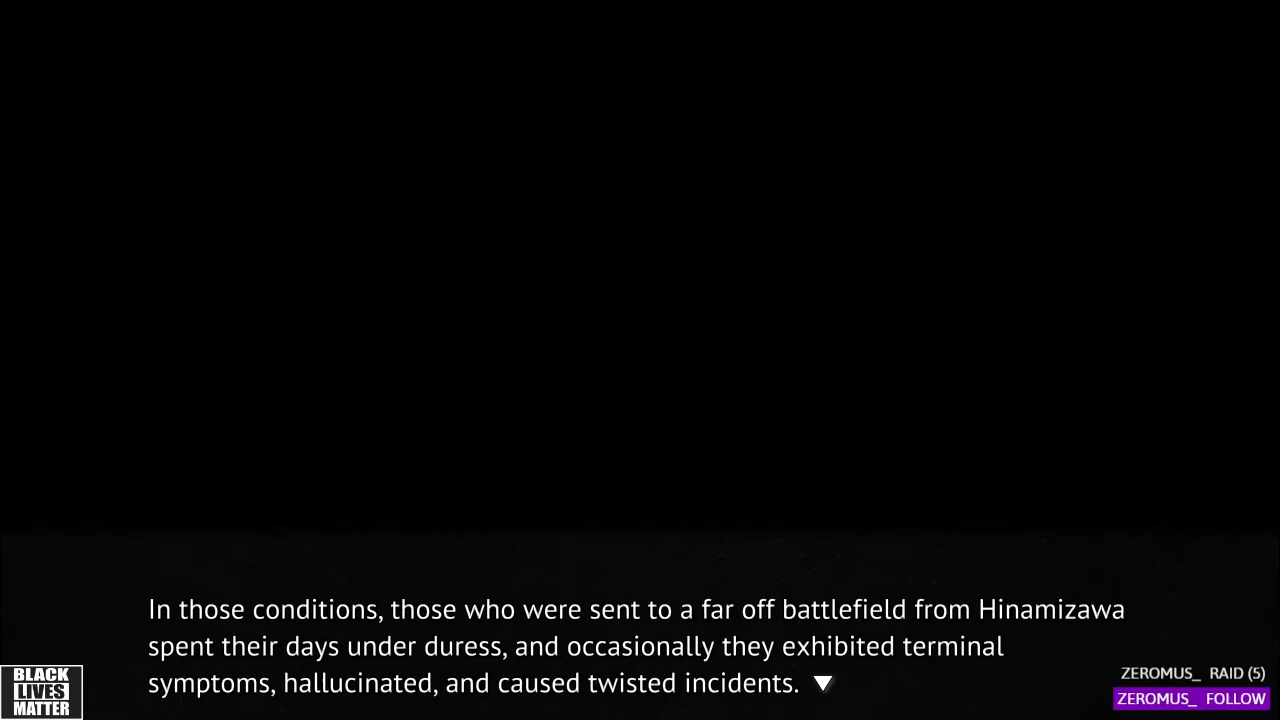 In those conditions, those who were sent to a far off battlefield from Hinamizawa
spent their days under duress, and occasionally they exhibited terminal
symptoms, hallucinated, and caused twisted incidents.
BLACK
LIVES
MATTER
ZEROMUS_ RAID (5)
ZEROMUS_ FOLLOW